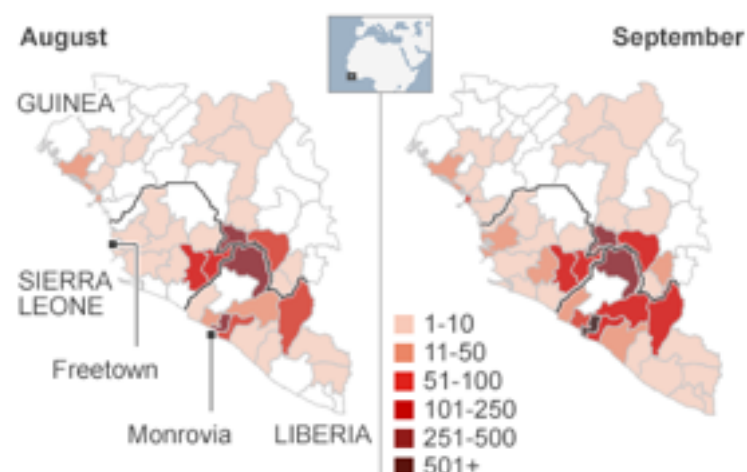 August
September
GUINEA
SIERRA
LEONE
Freetown
Monrovia
LIBERIA
1-10
11-50
51-100
101-250
251-500
501+